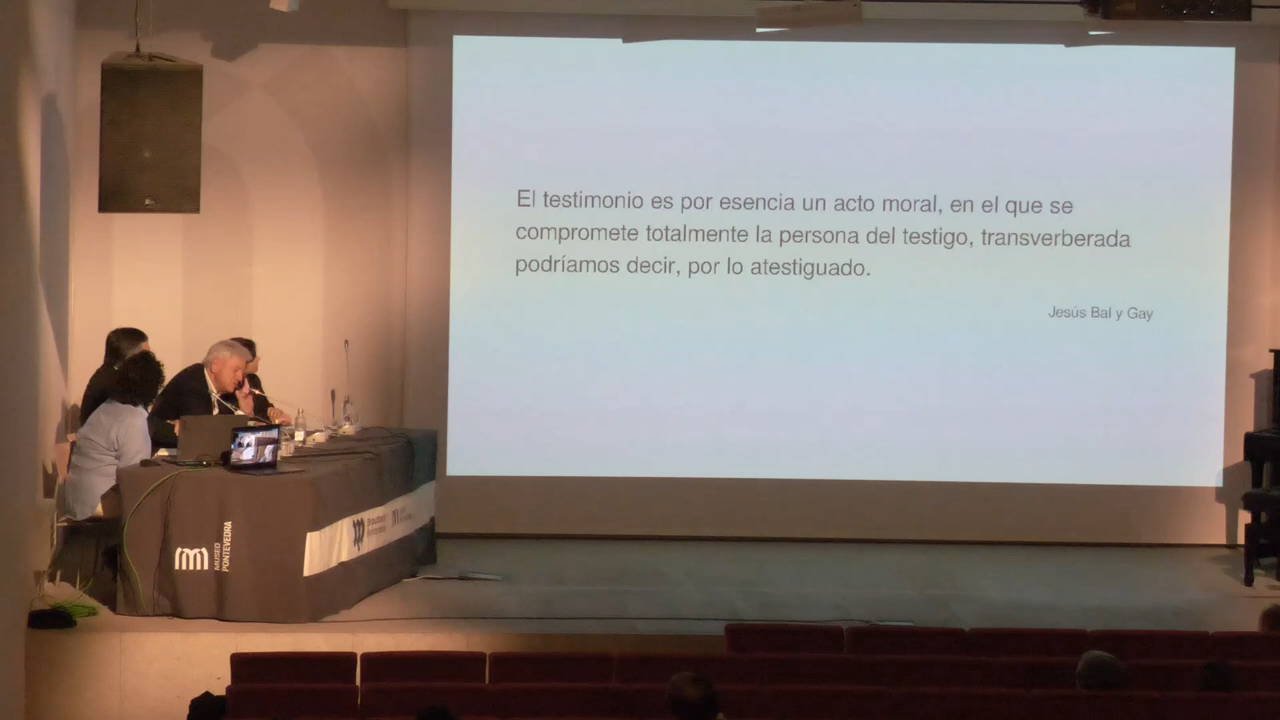 El testimonio es por esencia un acto moral, en el que se
compromete totalmente la persona del testigo, transverberada
podríamos decir, por lo atestiguado.
Jesús Bal y Gay
MUSEO
PONTEVEDRA